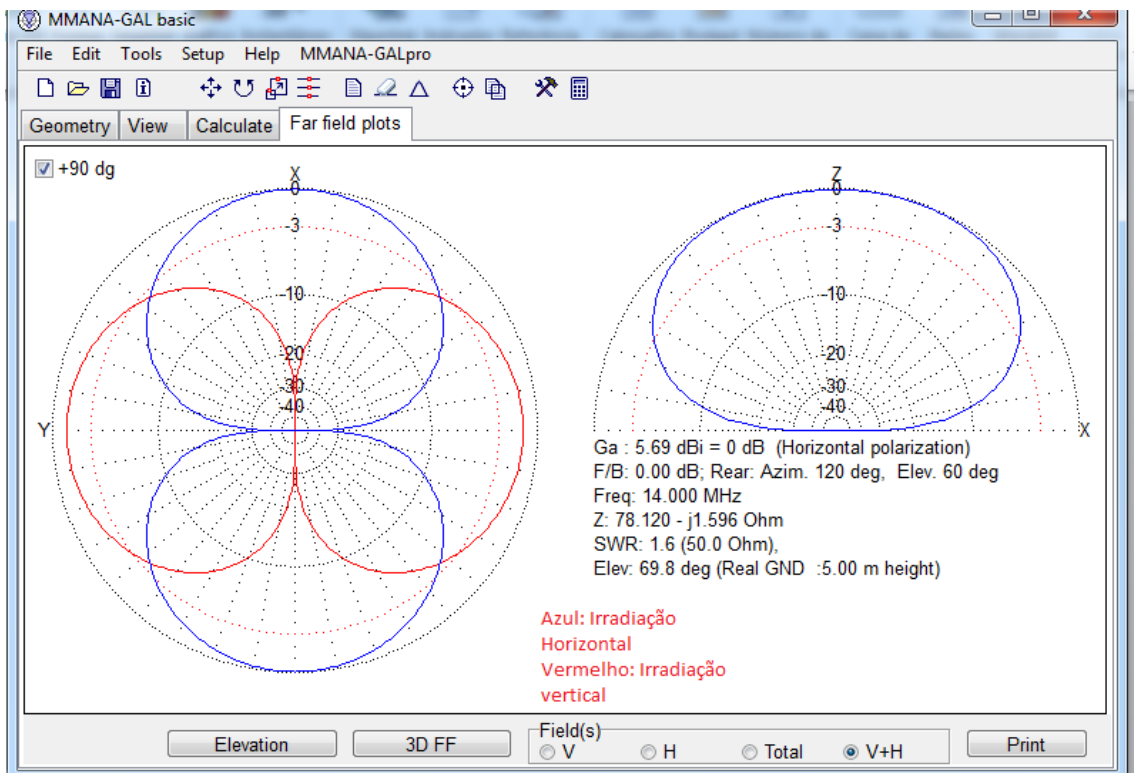 MMANA-GAL basic
File Edit Tools Setup Help MMANA-GALpro
Geometry View Calculate Far field plots
+90 dg
X
0
-3
-10
-20
-30
-40
Y
Z
0
-3
-10
-20
-30
-40
X
Ga : 5.69 dBi = 0 dB (Horizontal polarization)
F/B: 0.00 dB; Rear: Azim. 120 deg, Elev. 60 deg
Freq: 14.000 MHz
Z: 78.120 - j1.596 Ohm
SWR: 1.6 (50.0 Ohm),
Elev: 69.8 deg (Real GND :5.00 m height)
Azul: Irradiação
Horizontal
Vermelho: Irradiação
vertical
Elevation
3D FF
Field(s)
V H Total V+H
Print